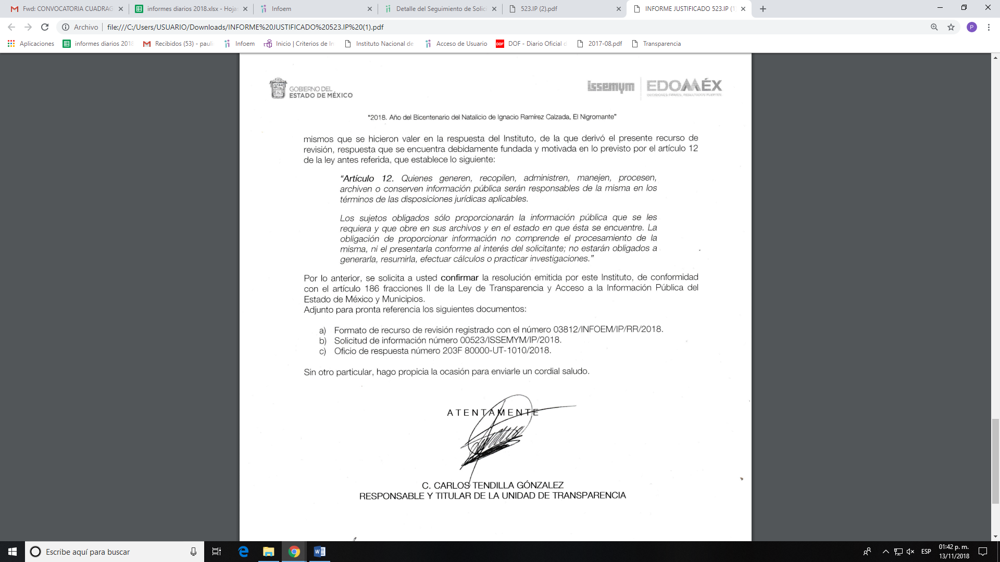 Fwd: CONVOCATORIA CUADRAG
informes diarios 2018.xlsx - Hoja
Infoem
Detalle del Seguimiento de Solici
523.IP (2).pdf
INFORME JUSTIFICADO 523.IP (1
Archivo
file:///C:/Users/USUARIO/Downloads/INFORME%20JUSTIFICADO%20523.IP%20(1).pdf
P
Aplicaciones
informes diarios 2018
Recibidos (53) - pauli
Infoem
Inicio | Criterios de In
Instituto Nacional de
Acceso de Usuario
DOF
DOF - Diario Oficial d
2017-08.pdf
Transparencia
GOBIERNO DEL
ESTADO DE MÉXICO
issemym
EDOMÉX
DECISIONES FIRMES, RESULTADOS FUERTES.
“2018. Año del Bicentenario del Natalicio de Ignacio Ramírez Calzada, El Nigromante”
mismos que se hicieron valer en la respuesta del Instituto, de la que derivó el presente recurso de
revisión, respuesta que se encuentra debidamente fundada y motivada en lo previsto por el artículo 12
de la ley antes referida, que establece lo siguiente:
“Artículo 12. Quienes generen, recopilen, administren, manejen, procesen,
archiven o conserven información pública serán responsables de la misma en los
términos de las disposiciones jurídicas aplicables.
Los sujetos obligados sólo proporcionarán la información pública que se les
requiera y que obre en sus archivos y en el estado en que ésta se encuentre. La
obligación de proporcionar información no comprende el procesamiento de la
misma, ni el presentarla conforme al interés del solicitante; no estarán obligados a
generarla, resumirla, efectuar cálculos o practicar investigaciones.”
Por lo anterior, se solicita a usted confirmar la resolución emitida por este Instituto, de conformidad
con el artículo 186 fracciones II de la Ley de Transparencia y Acceso a la Información Pública del
Estado de México y Municipios.
Adjunto para pronta referencia los siguientes documentos:
a) Formato de recurso de revisión registrado con el número 03812/INFOEM/IP/RR/2018.
b) Solicitud de información número 00523/ISSEMYM/IP/2018.
c) Oficio de respuesta número 203F 80000-UT-1010/2018.
Sin otro particular, hago propicia la ocasión para enviarle un cordial saludo.
ATENTAMENTE
C. CARLOS TENDILLA GÓNZALEZ
RESPONSABLE Y TITULAR DE LA UNIDAD DE TRANSPARENCIA
Escribe aquí para buscar
ESP
01:42 p. m.
13/11/2018